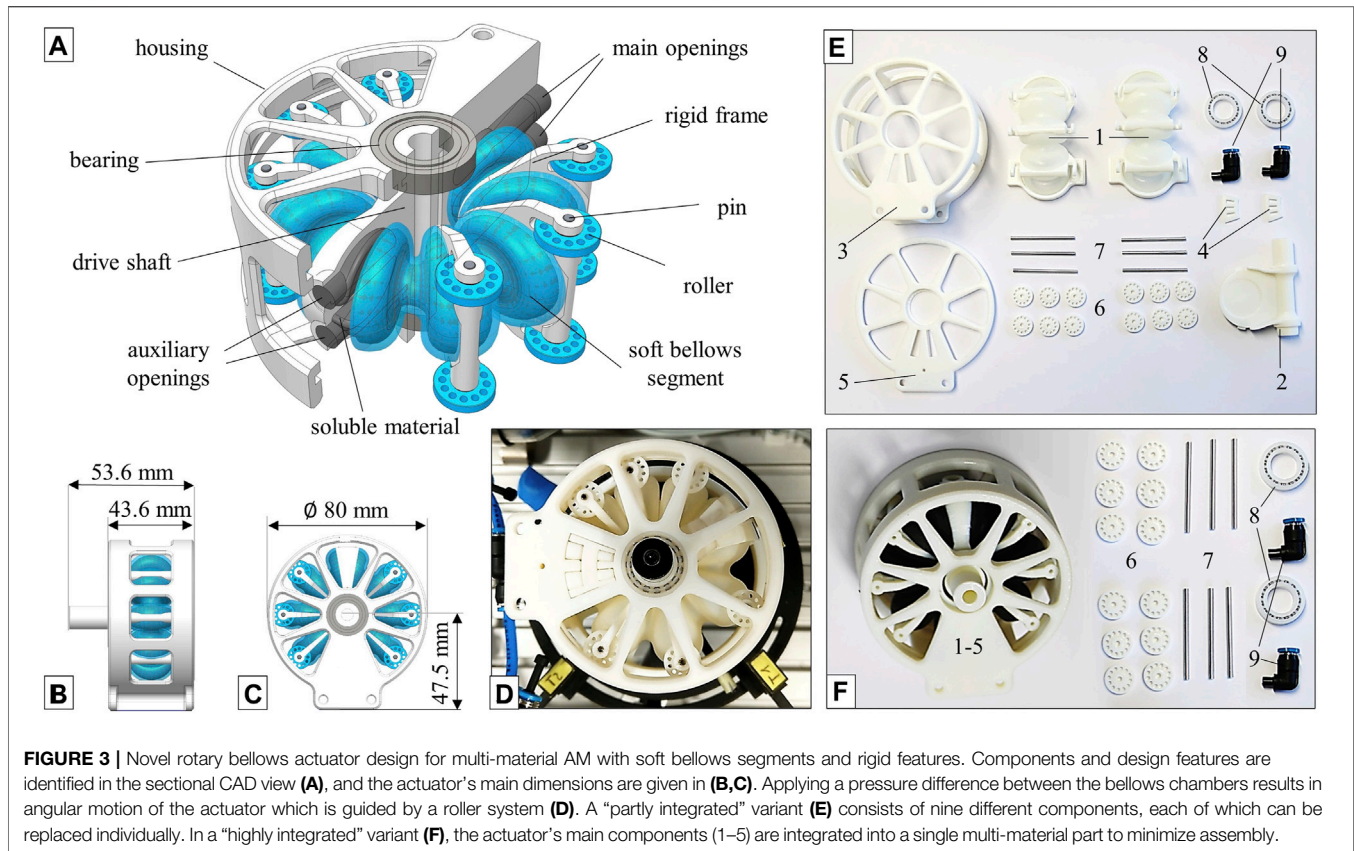 A
housing
bearing
drive shaft
auxiliary
openings
soluble material
main openings
rigid frame
pin
roller
soft bellows
segment
B
53.6 mm
43.6 mm
C
Ø 80 mm
47.5 mm
D
E
1
2
3
4
5
6
7
8
9
F
1-5
6
7
8
9
FIGURE 3 | Novel rotary bellows actuator design for multi-material AM with soft bellows segments and rigid features. Components and design features are
identified in the sectional CAD view (A), and the actuator's main dimensions are given in (B,C). Applying a pressure difference between the bellows chambers results in
angular motion of the actuator which is guided by a roller system (D). A “partly integrated” variant (E) consists of nine different components, each of which can be
replaced individually. In a “highly integrated” variant (F), the actuator's main components (1–5) are integrated into a single multi-material part to minimize assembly.